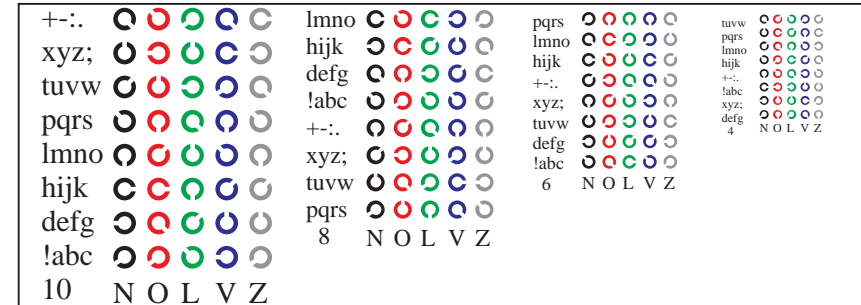 +-:.
xyz;
tuvw
pqrs
lmno
hijk
defg
!abc
10 N O L V Z
lmno
hijk
defg
!abc
+-:.
xyz;
tuvw
pqrs
8 N O L V Z
pqrs
lmno
hijk
+-:.
xyz;
tuvw
defg
!abc
6 N O L V Z
tuvw
pqrs
lmno
hijk
+-:.
!abc
xyz;
defg
4 N O L V Z